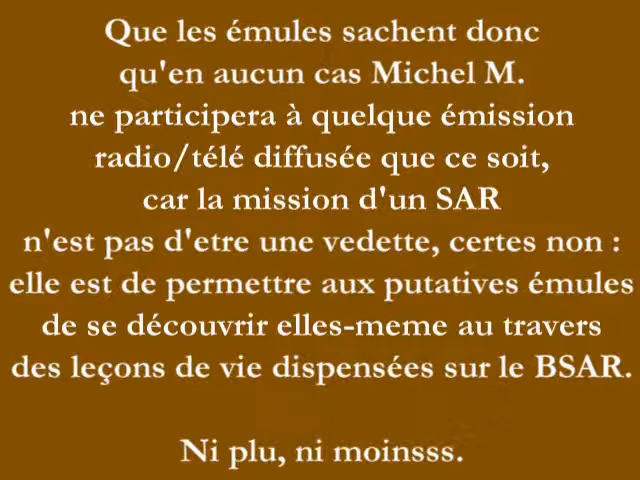 Que les émules sachent donc
qu'en aucun cas Michel M.
ne participera à quelque émission
radio/télé diffusée que ce soit,
car la mission d'un SAR
n'est pas d'etre une vedette, certes non :
elle est de permettre aux putatives émules
de se découvrir elles-meme au travers
des leçons de vie dispensées sur le BSAR.
Ni plu, ni moinsss.